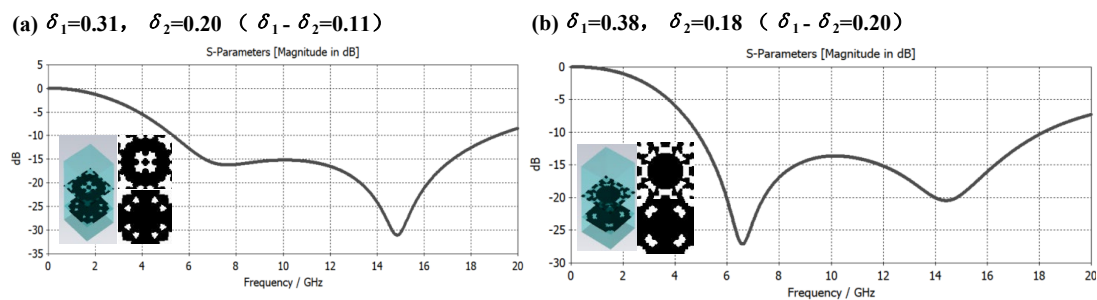 (a) δ₁=0.31, δ₂=0.20 ( δ₁ - δ₂=0.11)
S-Parameters [Magnitude in dB]
5
0
-5
-10
-15
-20
-25
-30
-35
dB
0 2 4 6 8 10 12 14 16 18 20
Frequency / GHz
(b) δ₁=0.38, δ₂=0.18 ( δ₁ - δ₂=0.20)
S-Parameters [Magnitude in dB]
0
-5
-10
-15
-20
-25
-30
dB
0 2 4 6 8 10 12 14 16 18 20
Frequency / GHz